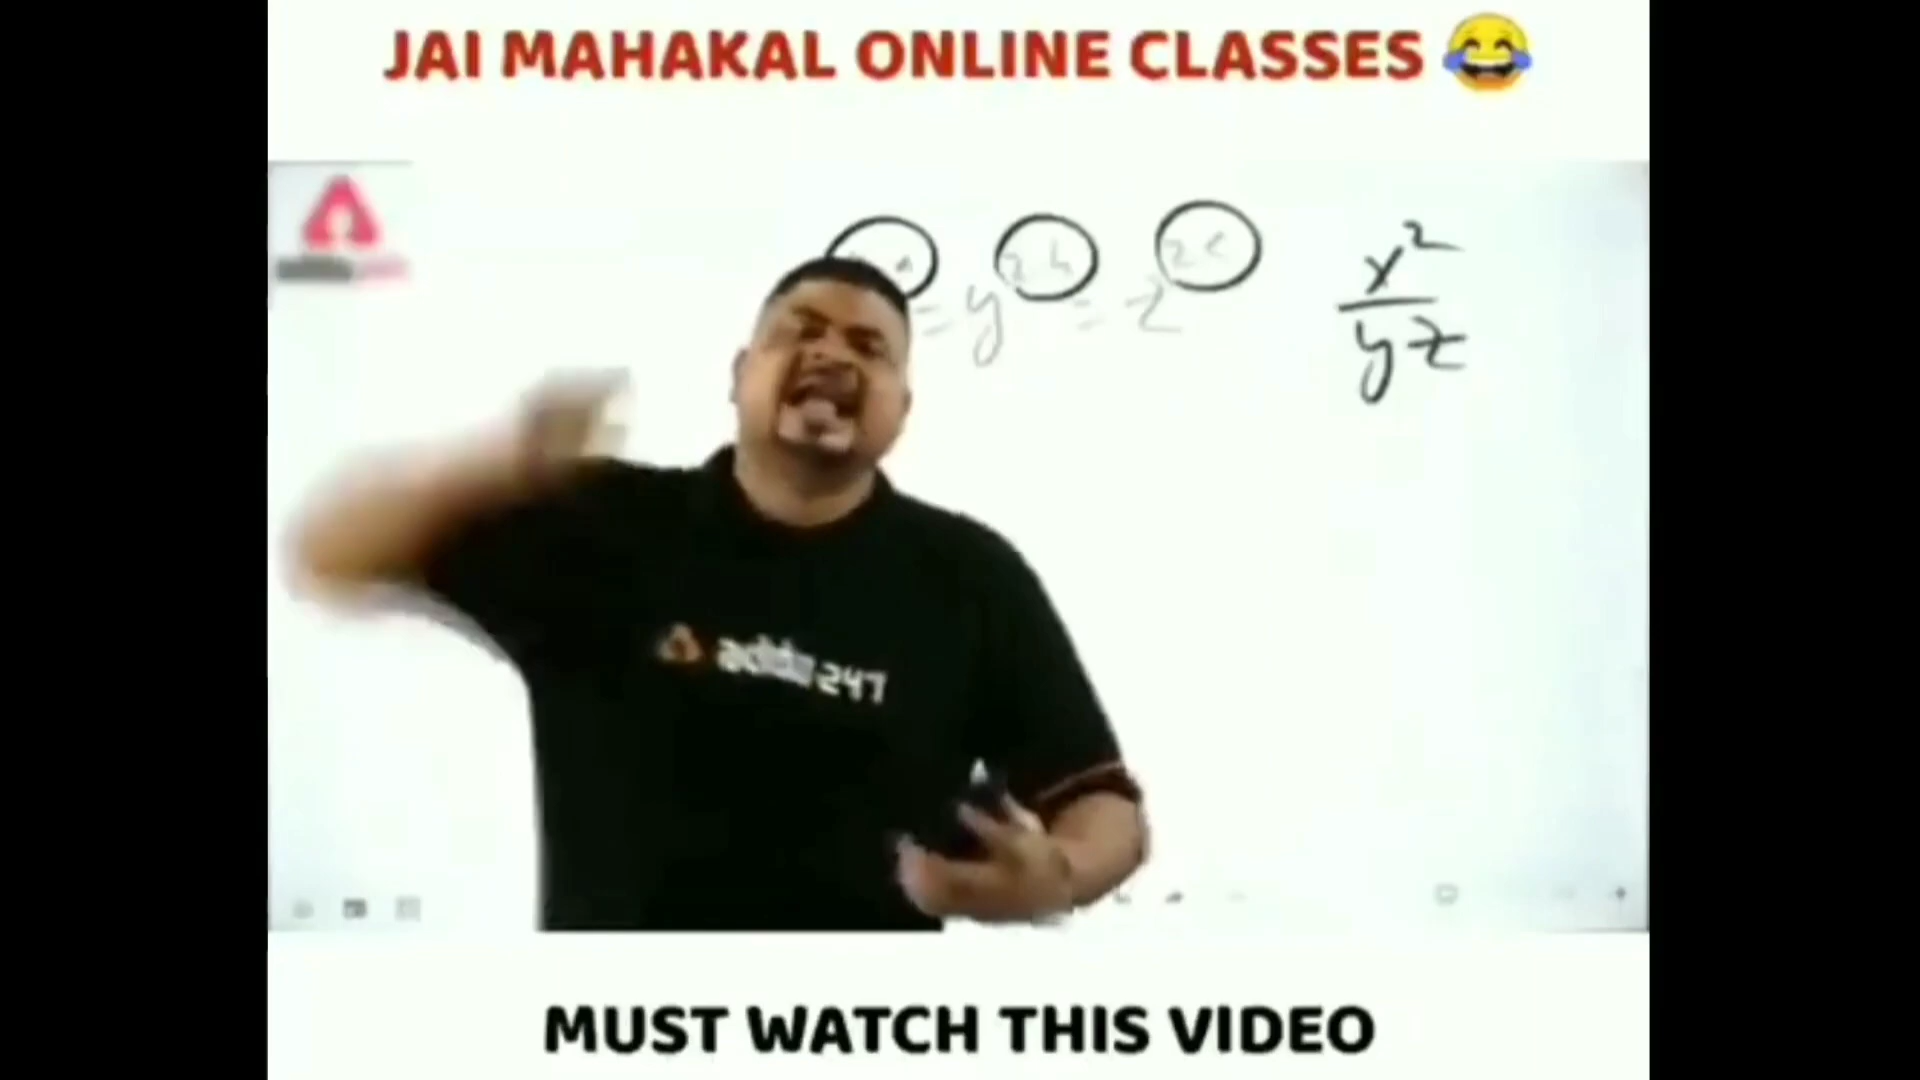 JAI MAHAKAL ONLINE CLASSES 😂
= y = z
x²
yz
adda 247
MUST WATCH THIS VIDEO